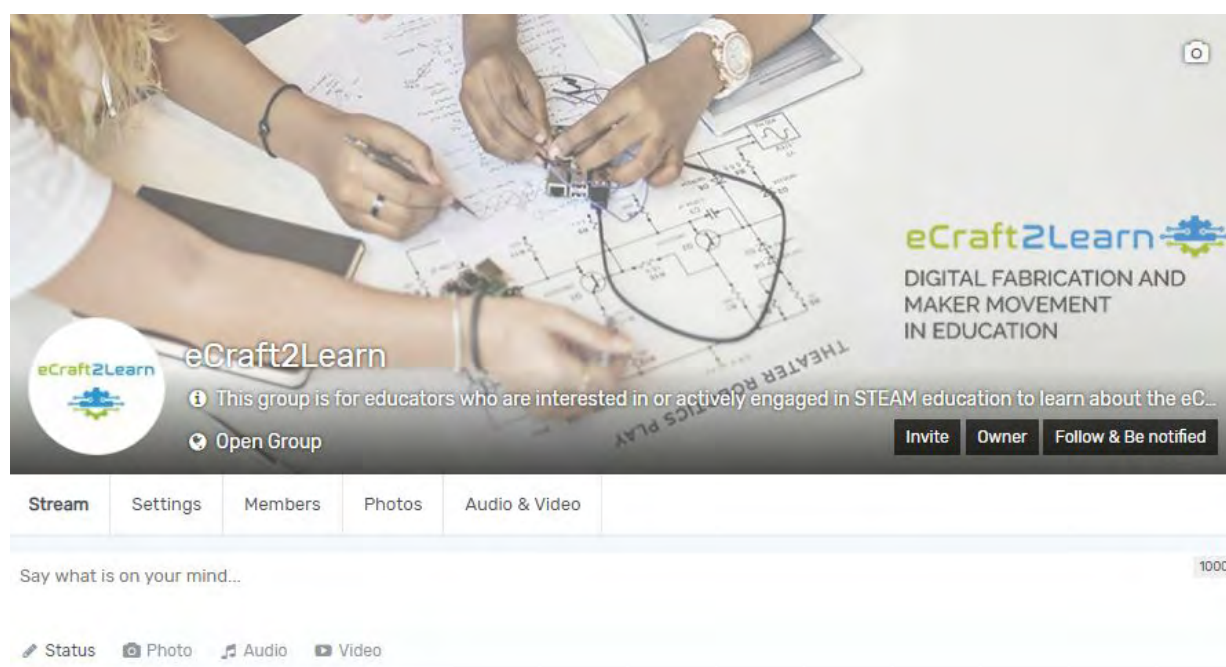 eCraft2Learn
DIGITAL FABRICATION AND
MAKER MOVEMENT
IN EDUCATION
THEATER ROBOTICS PLAY
eCraft2Learn
eCraft2Learn
This group is for educators who are interested in or actively engaged in STEAM education to learn about the eC...
Open Group
Invite Owner Follow & Be notified
Stream Settings Members Photos Audio & Video
Say what is on your mind...
1000
Status Photo Audio Video